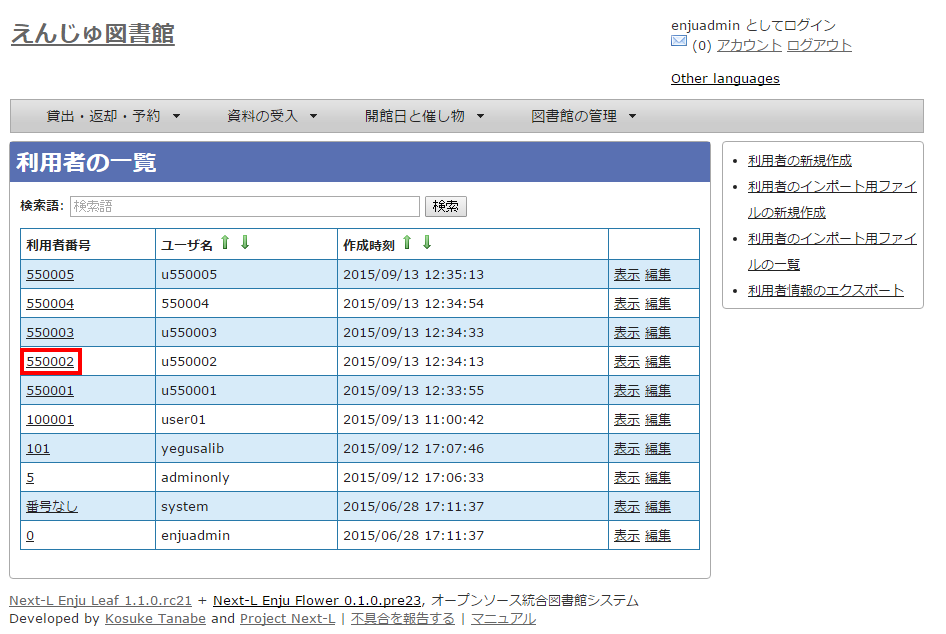 えんじゅ図書館
enjuadmin としてログイン
(0) アカウント ログアウト
Other languages
貸出・返却・予約 資料の受入 開館日と催し物 図書館の管理
利用者の一覧
検索語: 検索語 検索
利用者番号 ユーザ名 作成時刻
550005 u550005 2015/09/13 12:35:13 表示 編集
550004 550004 2015/09/13 12:34:54 表示 編集
550003 u550003 2015/09/13 12:34:33 表示 編集
550002 u550002 2015/09/13 12:34:13 表示 編集
550001 u550001 2015/09/13 12:33:55 表示 編集
100001 user01 2015/09/13 11:00:42 表示 編集
101 yegusalib 2015/09/12 17:07:46 表示 編集
5 adminonly 2015/09/12 17:06:33 表示 編集
番号なし system 2015/06/28 17:11:37 表示 編集
0 enjuadmin 2015/06/28 17:11:37 表示 編集
利用者の新規作成
利用者のインポート用ファイ
ルの新規作成
利用者のインポート用ファイ
ルの一覧
利用者情報のエクスポート
Next-L Enju Leaf 1.1.0.rc21 + Next-L Enju Flower 0.1.0.pre23, オープンソース統合図書館システム
Developed by Kosuke Tanabe and Project Next-L | 不具合を報告する | マニュアル